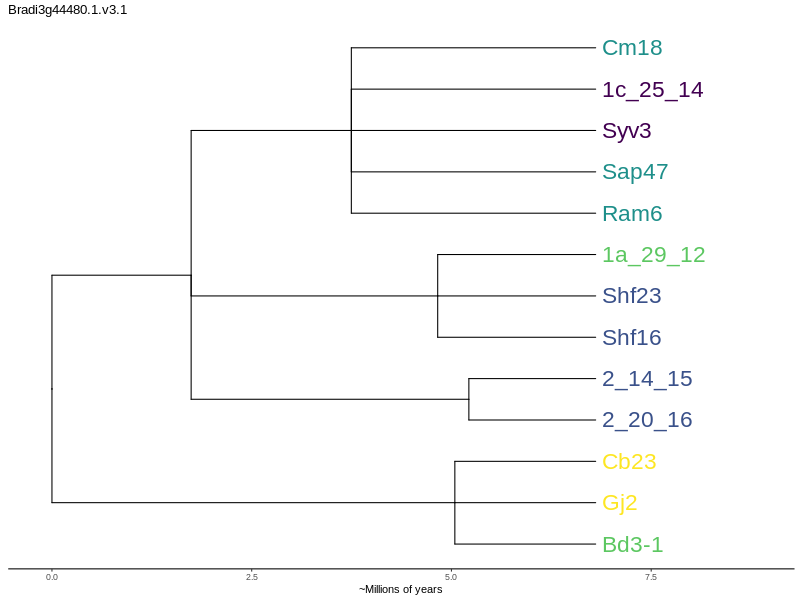 Bradi3g44480.1.v3.1
Cm18
1c_25_14
Syv3
Sap47
Ram6
1a_29_12
Shf23
Shf16
2_14_15
2_20_16
Cb23
Gj2
Bd3-1
0.0 2.5 5.0 7.5
~Millions of years